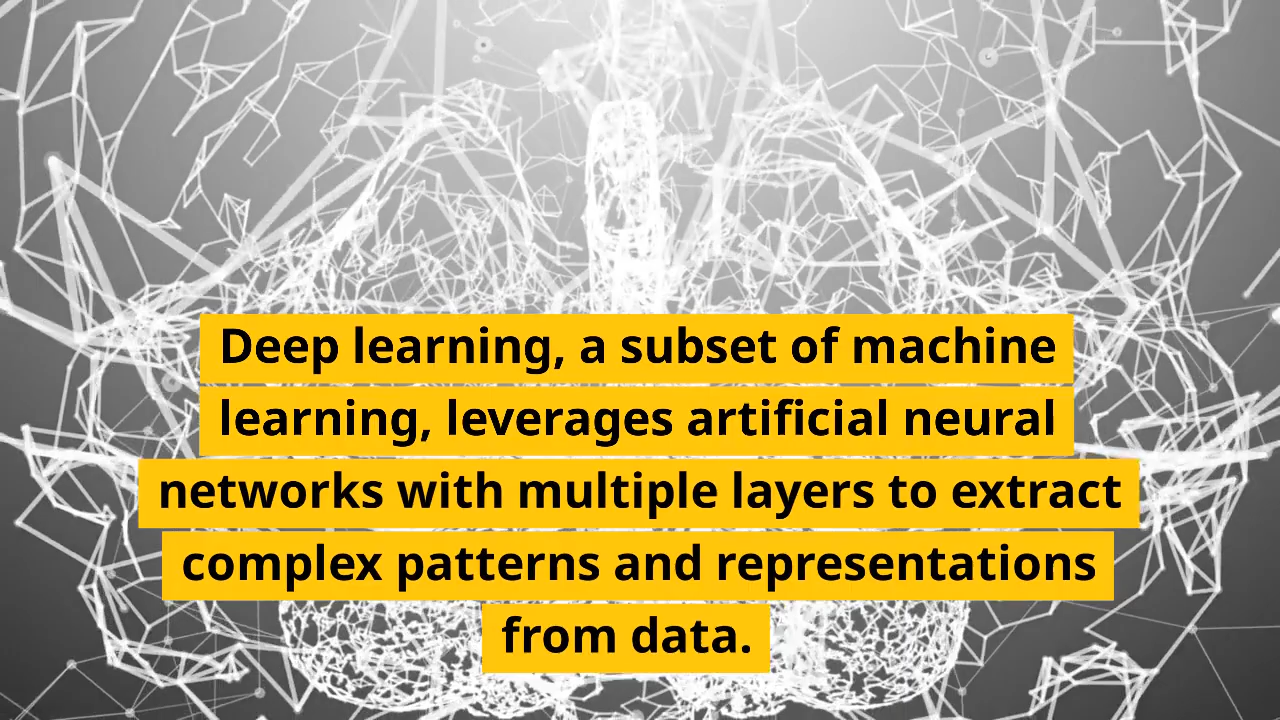 Deep learning, a subset of machine
learning, leverages artificial neural
networks with multiple layers to extract
complex patterns and representations
from data.